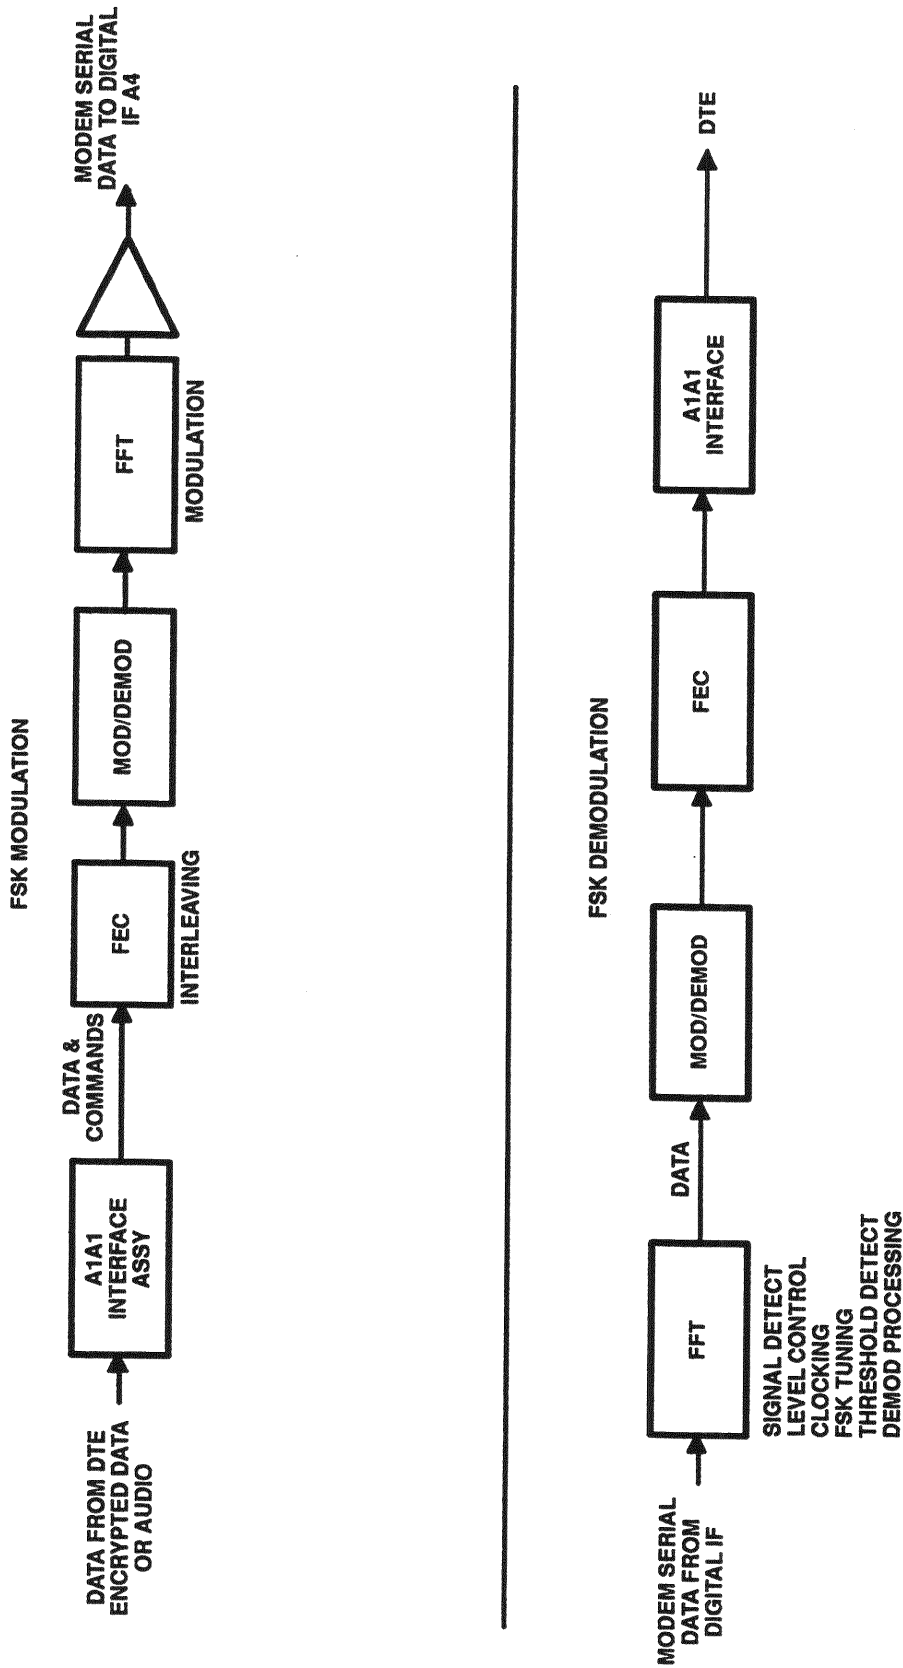 FSK MODULATION
DATA FROM DTE
ENCRYPTED DATA
OR AUDIO
A1A1
INTERFACE
ASSY
DATA &
COMMANDS
FEC
INTERLEAVING
MOD/DEMOD
FFT
MODULATION
MODEM SERIAL
DATA TO DIGITAL
IF A4
FSK DEMODULATION
MODEM SERIAL
DATA FROM
DIGITAL IF
FFT
SIGNAL DETECT
LEVEL CONTROL
CLOCKING
FSK TUNING
THRESHOLD DETECT
DEMOD PROCESSING
DATA
MOD/DEMOD
FEC
A1A1
INTERFACE
DTE